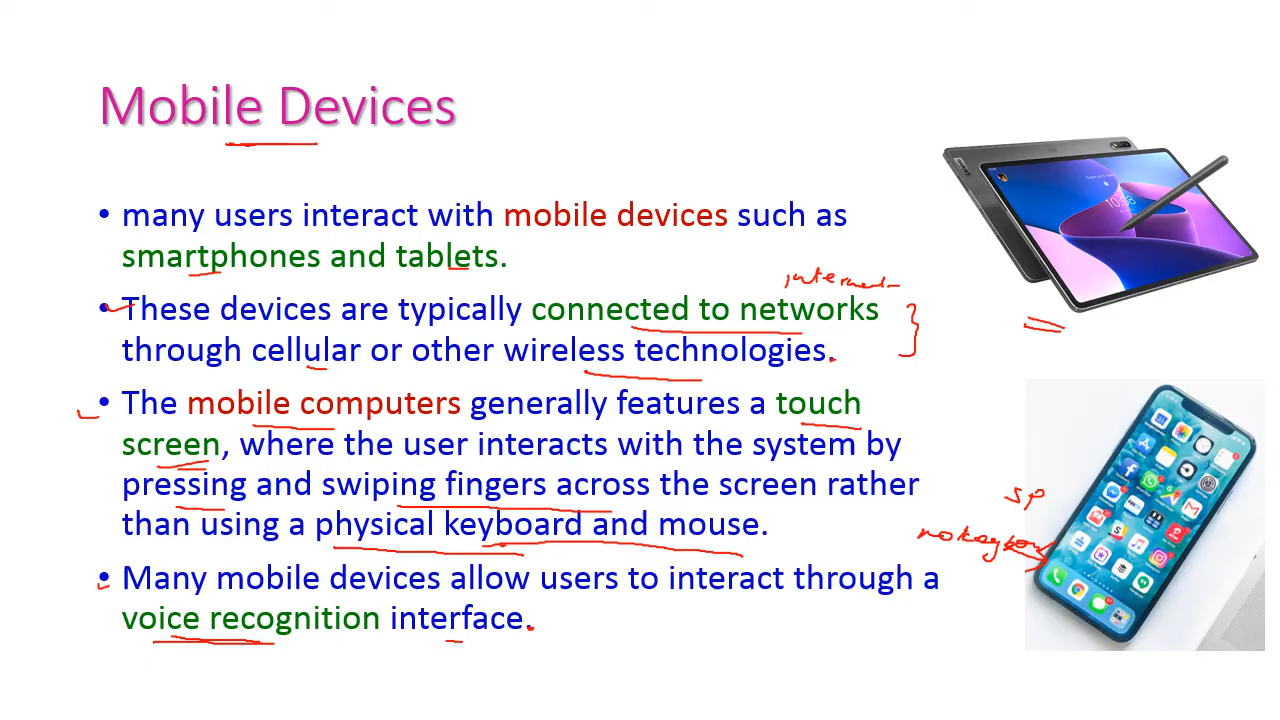 Mobile Devices
• many users interact with mobile devices such as
smartphones and tablets.
• These devices are typically connected to networks
through cellular or other wireless technologies.
• The mobile computers generally features a touch
screen, where the user interacts with the system by
pressing and swiping fingers across the screen rather
than using a physical keyboard and mouse.
• Many mobile devices allow users to interact through a
voice recognition interface.
10:08
SP